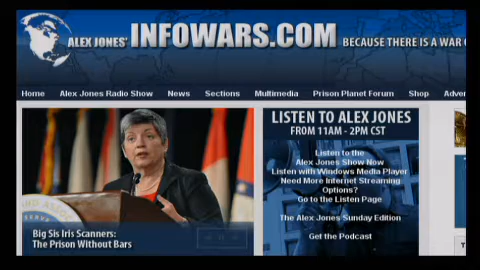 ALEX JONES' INFOWARS.COM BECAUSE THERE IS A WAR
Home Alex Jones Radio Show News Sections Multimedia Prison Planet Forum Shop
LISTEN TO ALEX JONES
FROM 11AM - 2PM CST
Listen to the
Alex Jones Show Now
Listen with Windows Media Player
Need More Internet Streaming
Options?
Go to the Listen Page
The Alex Jones Sunday Edition
Get the Podcast
Big Sis Iris Scanners:
The Prison Without Bars